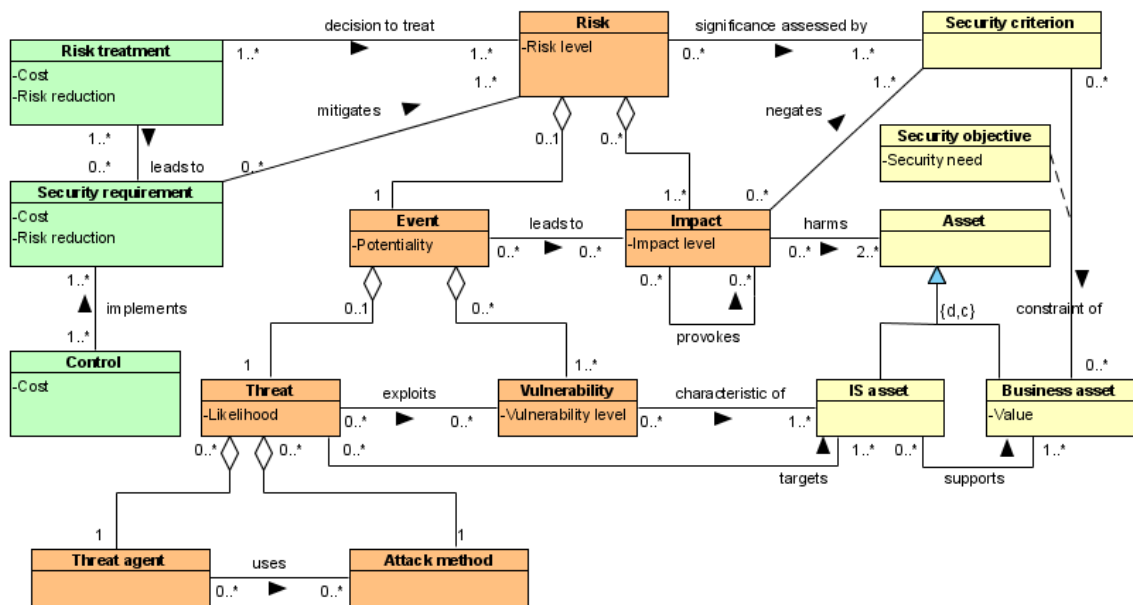 Risk treatment
-Cost
-Risk reduction
decision to treat
1..*
1..*
Risk
-Risk level
significance assessed by
0..*
1..*
Security criterion
1..*
mitigates
1..*
negates
0..*
1..*
leads to
0..*
0..*
0..1
0..*
Security objective
-Security need
Security requirement
-Cost
-Risk reduction
1
1..*
0..*
Event
-Potentiality
leads to
0..*
0..*
Impact
-Impact level
harms
0..*
2..*
Asset
1..*
implements
1..*
0..1
0..*
0..*
0..*
provokes
{d,c}
constraint of
Control
-Cost
1
1..*
0..*
Threat
-Likelihood
exploits
0..*
0..*
Vulnerability
-Vulnerability level
characteristic of
0..*
1..*
IS asset
Business asset
-Value
0..*
0..*
0..*
targets
1..*
0..*
supports
1..*
1
1
Threat agent
uses
0..*
0..*
Attack method